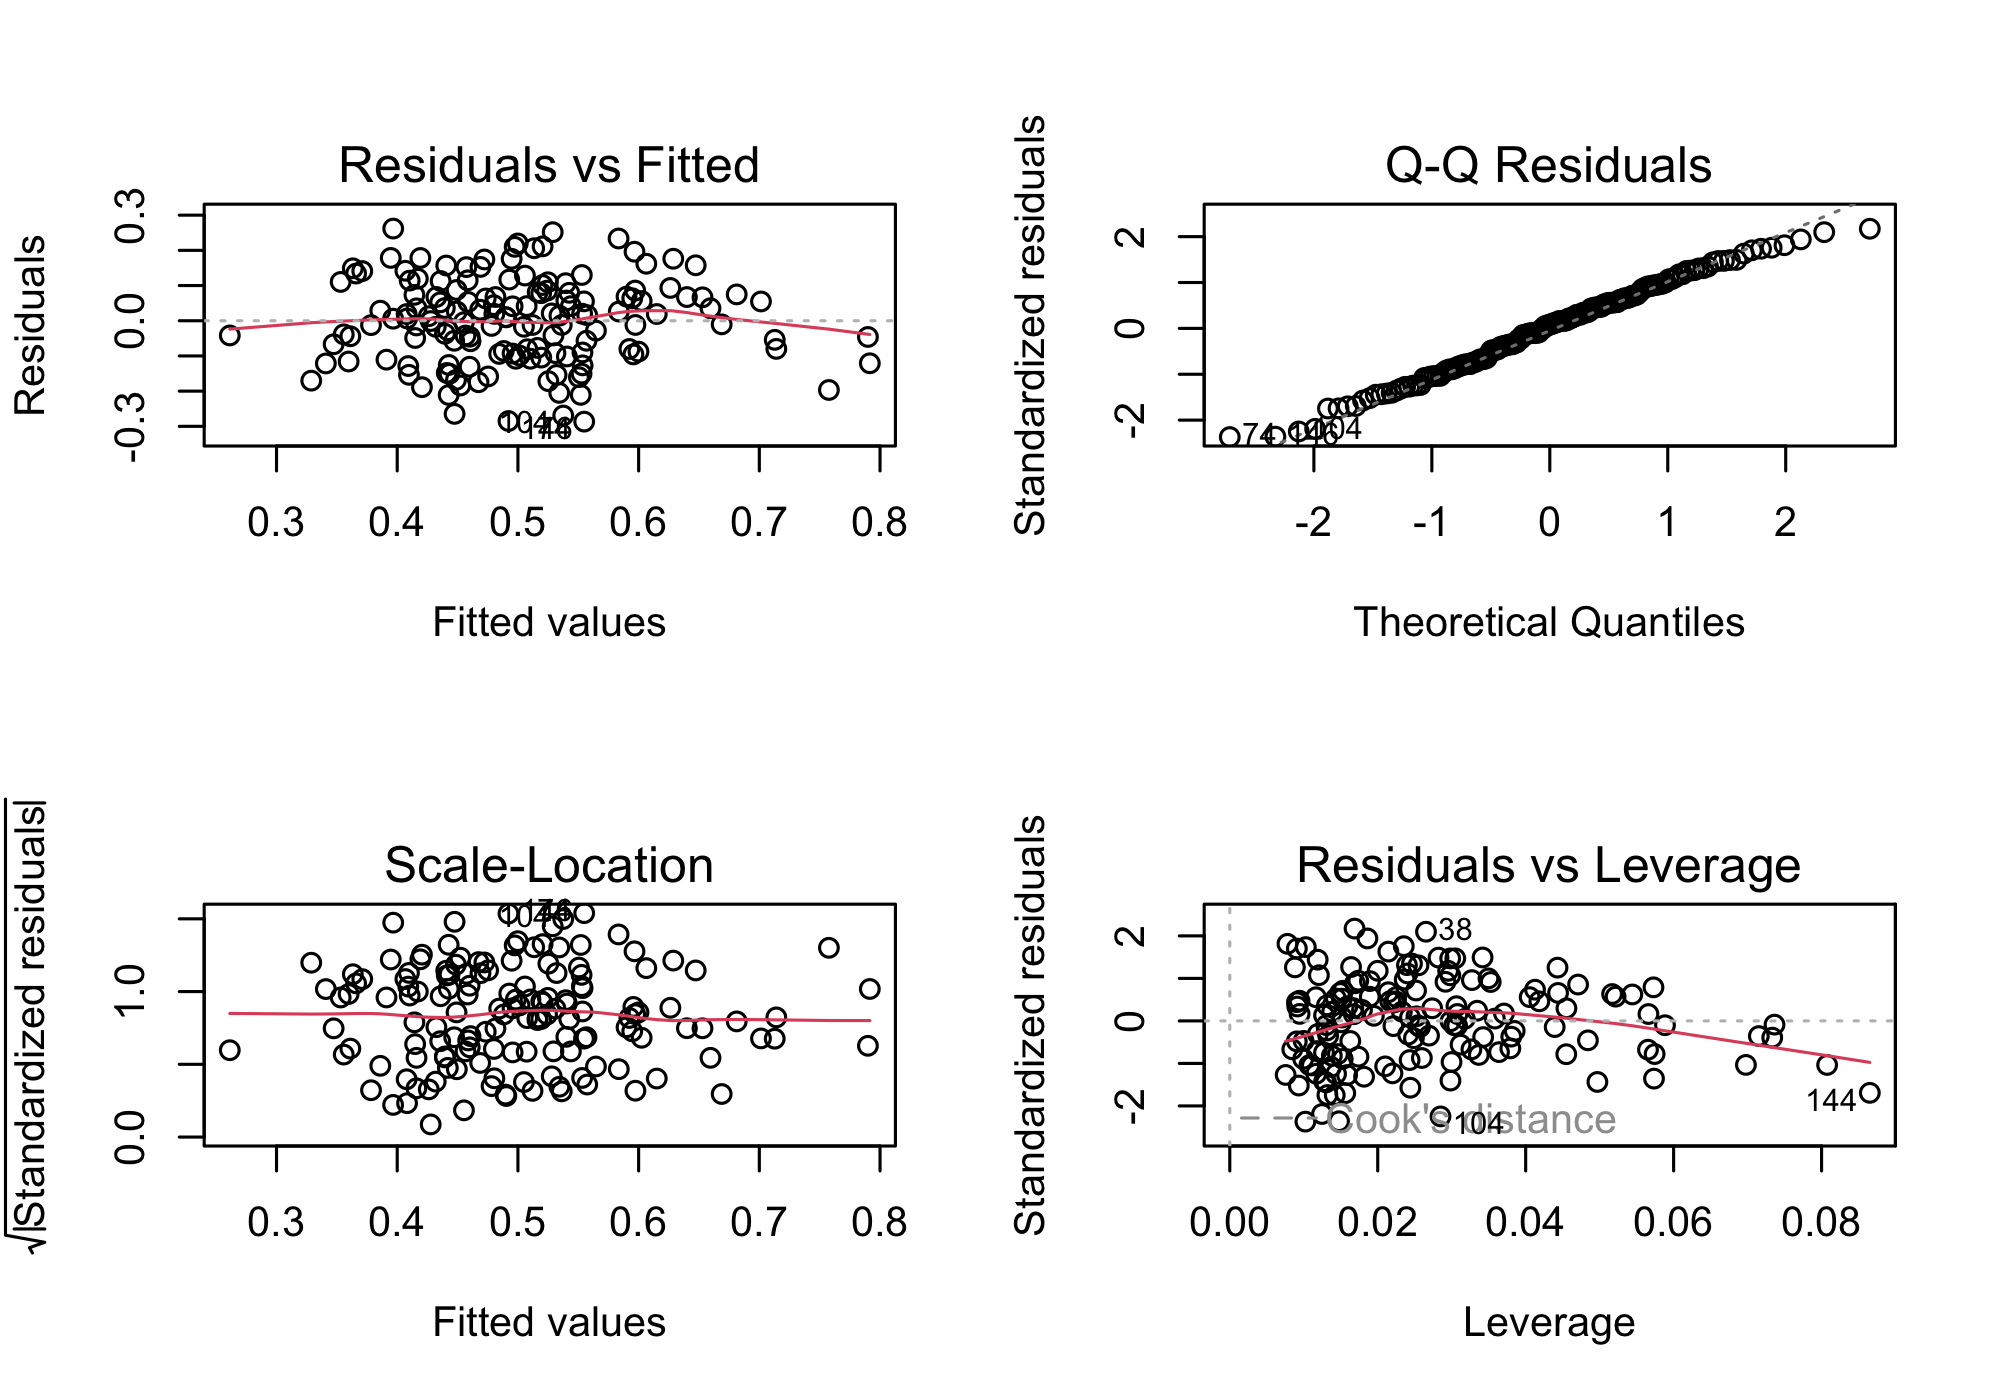 Residuals vs Fitted
Residuals
0.3
0.0
-0.3
104
0.3 0.4 0.5 0.6 0.7 0.8
Fitted values
Q-Q Residuals
Standardized residuals
2
0
-2
74
146
104
-2 -1 0 1 2
Theoretical Quantiles
Scale-Location
√|Standardized residuals|
1.0
0.0
104
0.3 0.4 0.5 0.6 0.7 0.8
Fitted values
Residuals vs Leverage
Standardized residuals
2
0
-2
38
144
Cook's distance
104
0.00 0.02 0.04 0.06 0.08
Leverage